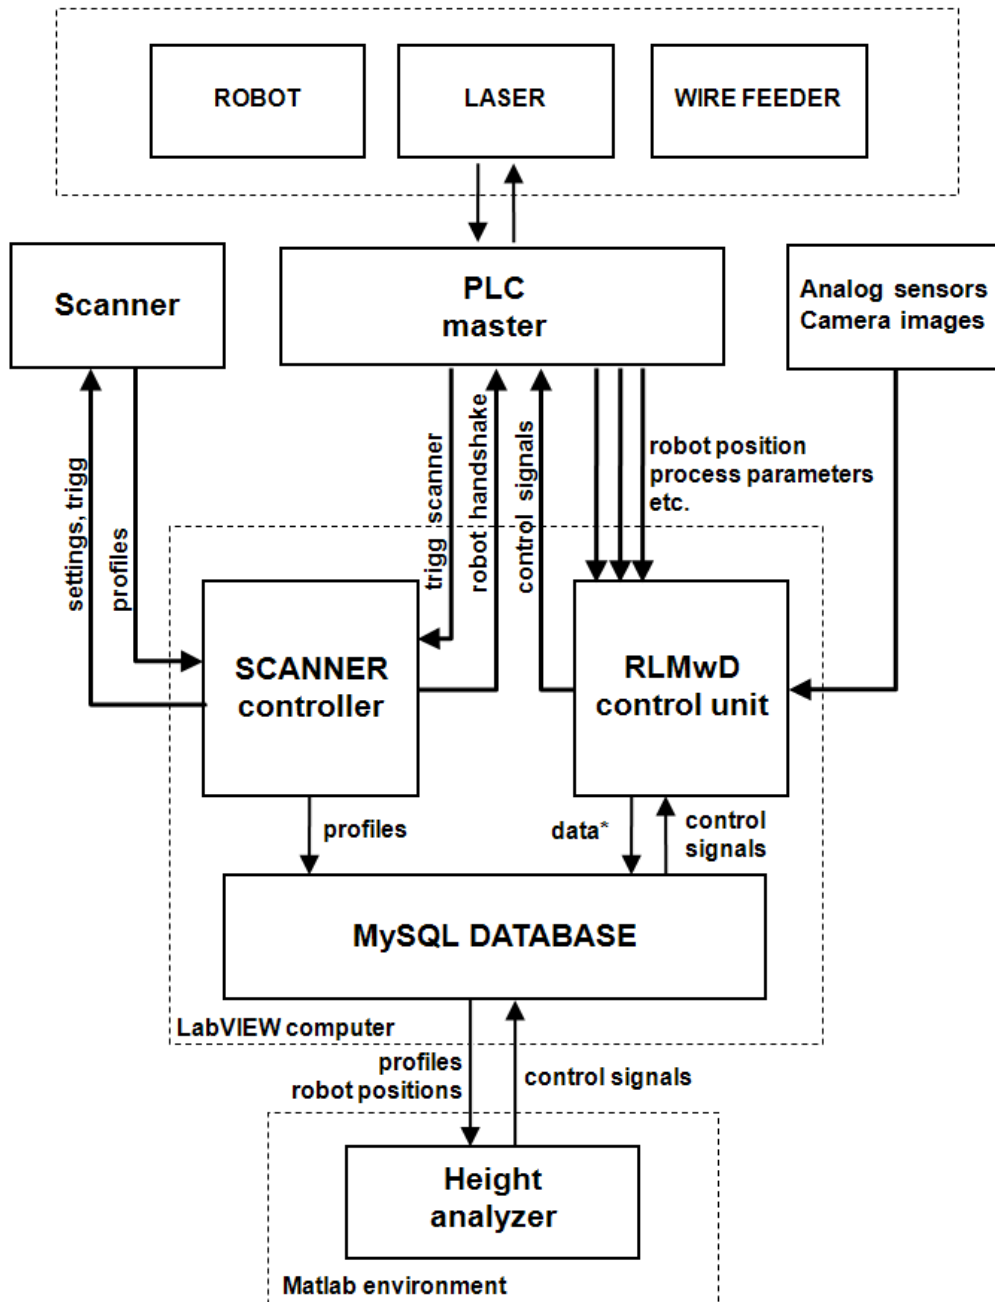 ROBOT
LASER
WIRE FEEDER
Scanner
PLC
master
Analog sensors
Camera images
settings, trigg
profiles
trigg scanner
robot handshake
control signals
robot position
process parameters
etc.
SCANNER
controller
RLMwD
control unit
profiles
data*
control
signals
MySQL DATABASE
LabVIEW computer
profiles
robot positions
control signals
Height
analyzer
Matlab environment